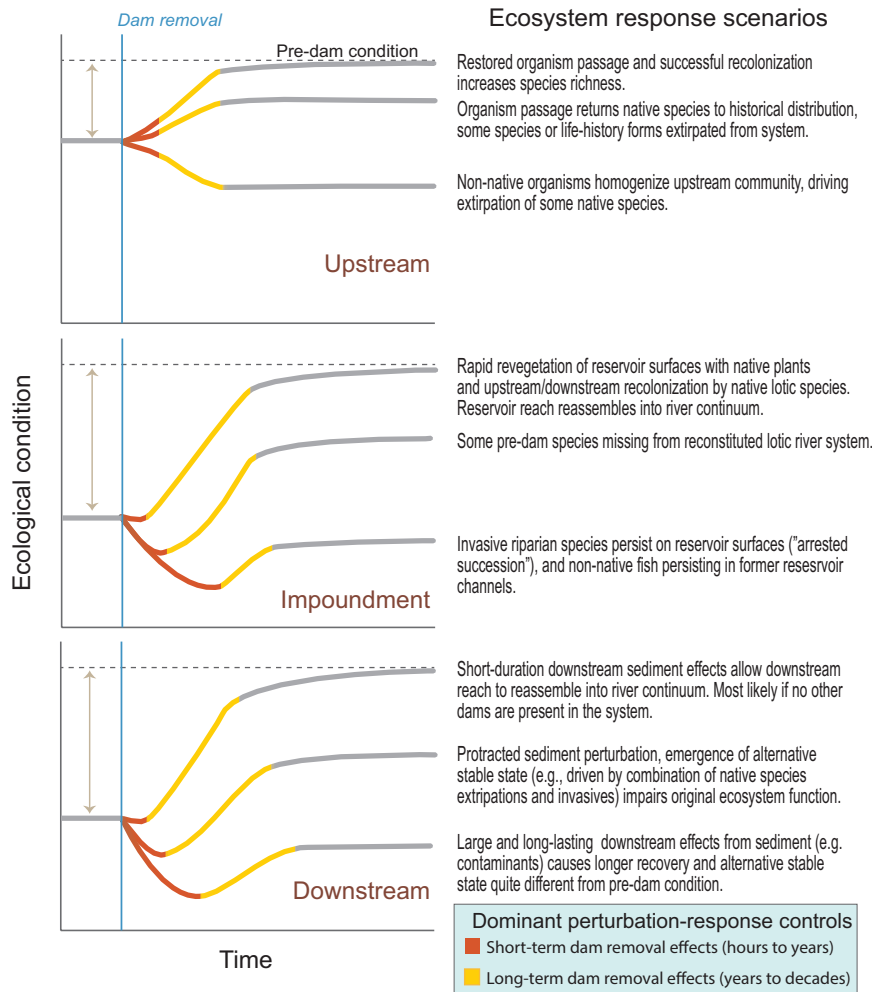 Dam removal
Ecosystem response scenarios
Pre-dam condition
Restored organism passage and successful recolonization
increases species richness.
Organism passage returns native species to historical distribution,
some species or life-history forms extirpated from system.
Non-native organisms homogenize upstream community, driving
extirpation of some native species.
Upstream
Ecological condition
Rapid revegetation of reservoir surfaces with native plants
and upstream/downstream recolonization by native lotic species.
Reservoir reach reassembles into river continuum.
Some pre-dam species missing from reconstituted lotic river system.
Invasive riparian species persist on reservoir surfaces (”arrested
succession”), and non-native fish persisting in former resesrvoir
channels.
Impoundment
Short-duration downstream sediment effects allow downstream
reach to reassemble into river continuum. Most likely if no other
dams are present in the system.
Protracted sediment perturbation, emergence of alternative
stable state (e.g., driven by combination of native species
extripations and invasives) impairs original ecosystem function.
Large and long-lasting downstream effects from sediment (e.g.
contaminants) causes longer recovery and alternative stable
state quite different from pre-dam condition.
Downstream
Time
Dominant perturbation-response controls
Short-term dam removal effects (hours to years)
Long-term dam removal effects (years to decades)